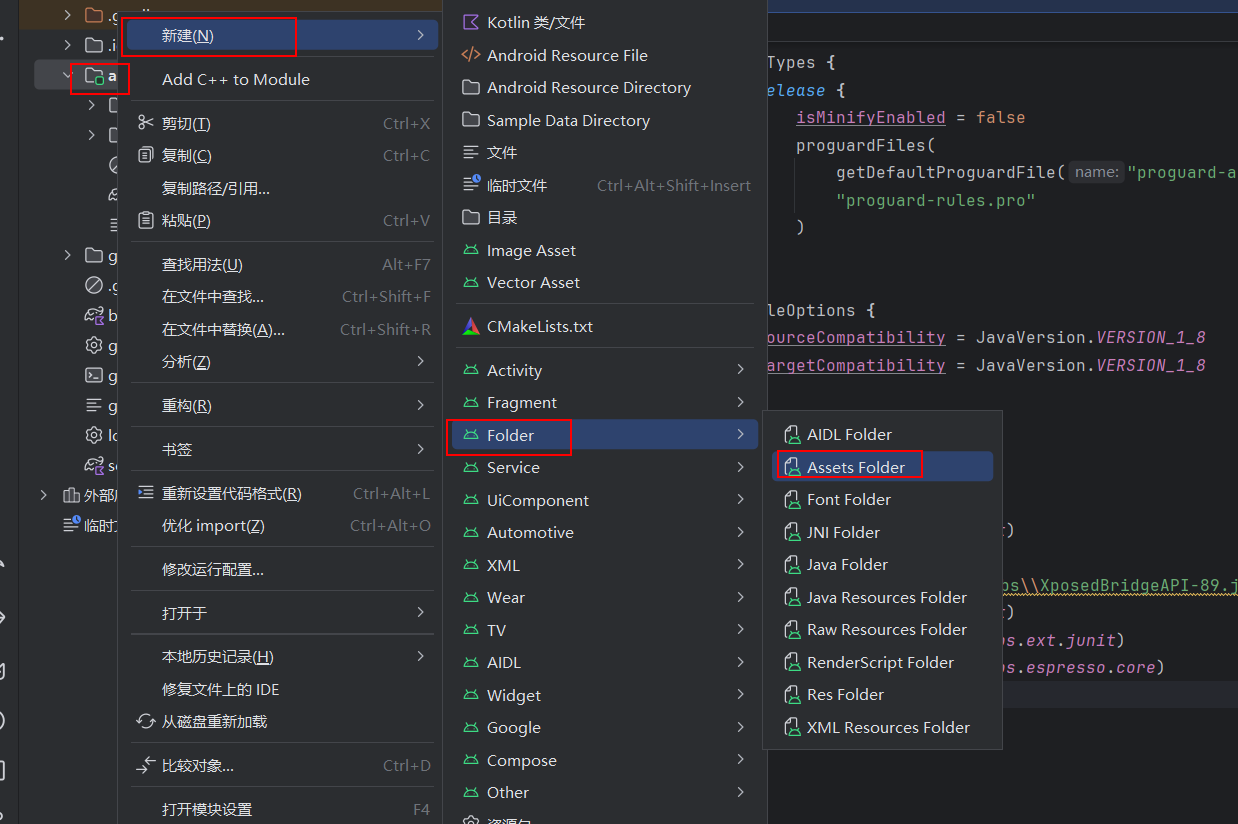 新建(N)
Add C++ to Module
剪切(T) Ctrl+X
复制(C) Ctrl+C
复制路径/引用...
粘贴(P) Ctrl+V
查找用法(U) Alt+F7
在文件中查找... Ctrl+Shift+F
在文件中替换(A)... Ctrl+Shift+R
分析(Z)
重构(R)
书签
重新设置代码格式(R) Ctrl+Alt+L
优化 import(Z) Ctrl+Alt+O
修改运行配置...
打开于
本地历史记录(H)
修复文件上的 IDE
从磁盘重新加载
比较对象... Ctrl+D
打开模块设置 F4
a
g
.g
b
g
g
g
lo
se
外部
临时
Kotlin 类/文件
Android Resource File
Android Resource Directory
Sample Data Directory
文件
临时文件 Ctrl+Alt+Shift+Insert
目录
Image Asset
Vector Asset
CMakeLists.txt
Activity
Fragment
Folder
Service
UiComponent
Automotive
XML
Wear
TV
AIDL
Widget
Google
Compose
Other
AIDL Folder
Assets Folder
Font Folder
JNI Folder
Java Folder
Java Resources Folder
Raw Resources Folder
RenderScript Folder
Res Folder
XML Resources Folder
Types {
elease {
isMinifyEnabled = false
proguardFiles(
getDefaultProguardFile( name: "proguard-a
"proguard-rules.pro"
)
leOptions {
ourceCompatibility = JavaVersion.VERSION_1_8
argetCompatibility = JavaVersion.VERSION_1_8
)
bs\\XposedBridgeAPI-89.j
)
s.ext.junit)
s.espresso.core)